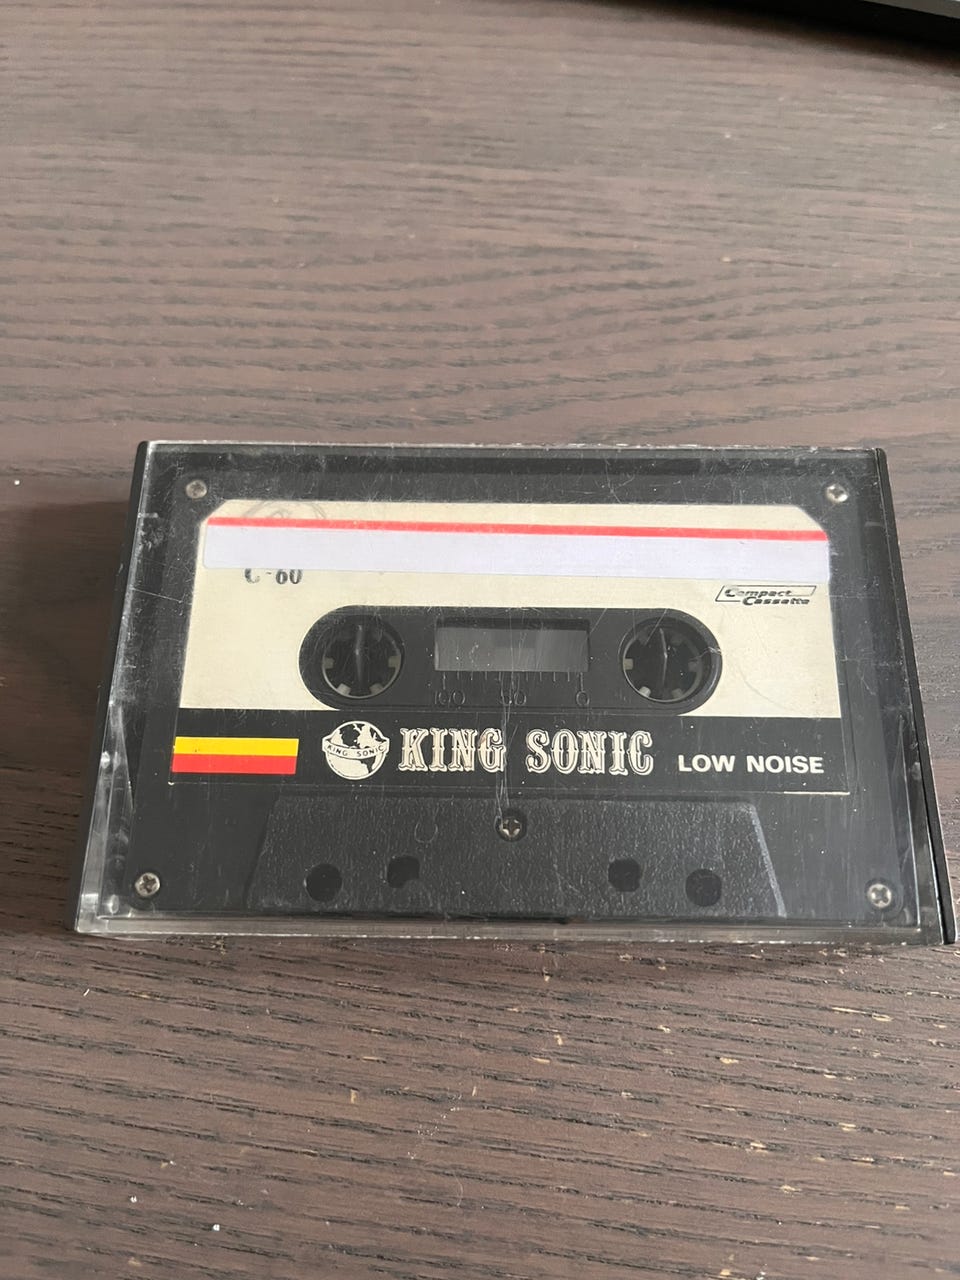 C-60
Compact
Cassette
100 50 0
KING SONIC
KING SONIC
LOW NOISE